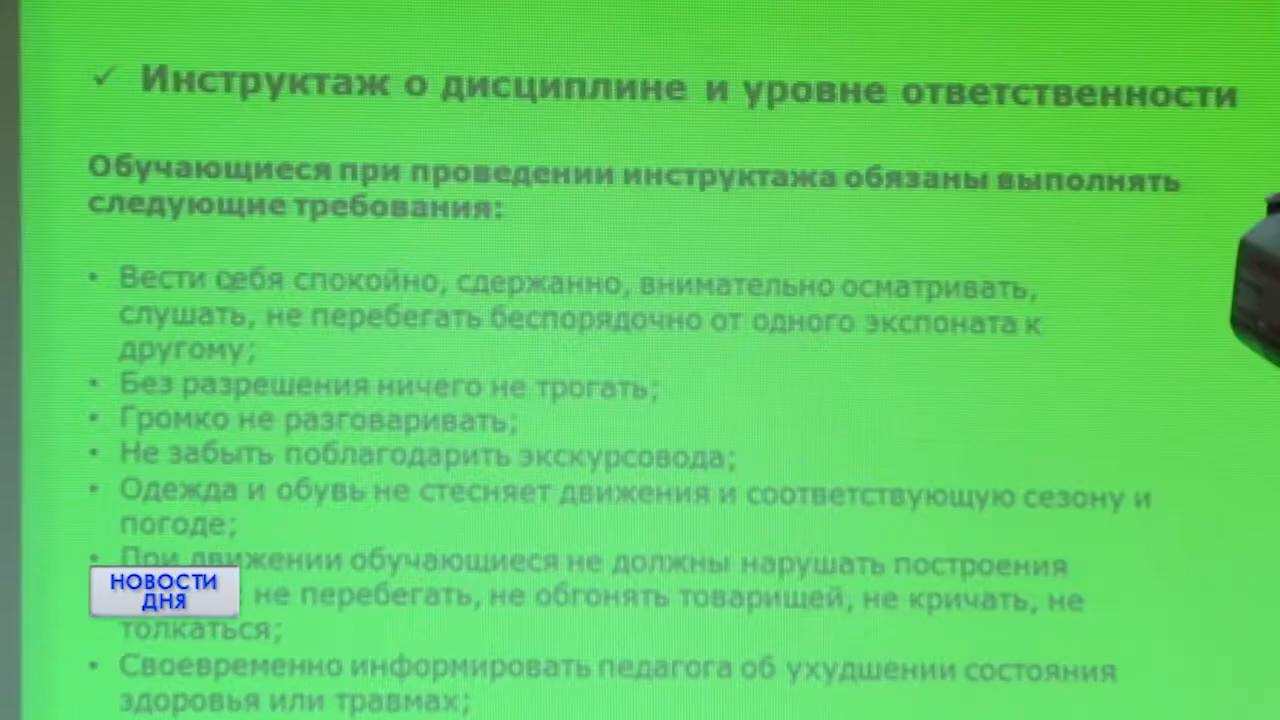 ✓ Инструктаж о дисциплине и уровне ответственности
Обучающиеся при проведении инструктажа обязаны выполнять
следующие требования:
• Вести себя спокойно, сдержанно, внимательно осматривать,
слушать, не перебегать беспорядочно от одного экспоната к
другому;
• Без разрешения ничего не трогать;
• Громко не разговаривать;
• Не забыть поблагодарить экскурсовода;
• Одежда и обувь не стесняет движения и соответствующую сезону и
погоде;
• При движении обучающиеся не должны нарушать построения
не перебегать, не обгонять товарищей, не кричать, не
толкаться;
• Своевременно информировать педагога об ухудшении состояния
здоровья или травмах;
НОВОСТИ
ДНЯ